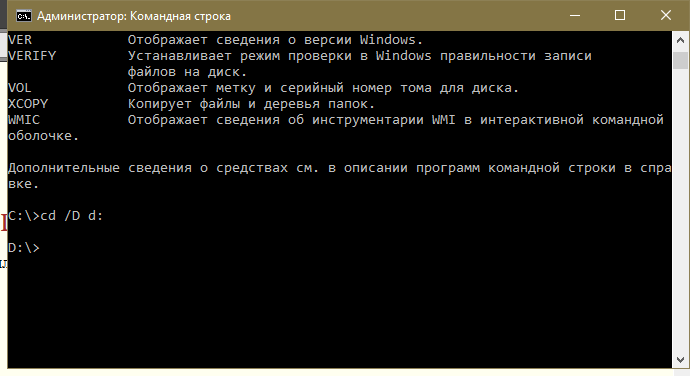 Администратор: Командная строка
VER Отображает сведения о версии Windows.
VERIFY Устанавливает режим проверки в Windows правильности записи
файлов на диск.
VOL Отображает метку и серийный номер тома для диска.
XCOPY Копирует файлы и деревья папок.
WMIC Отображает сведения об инструментарии WMI в интерактивной командной
оболочке.
Дополнительные сведения о средствах см. в описании программ командной строки в спра
вке.
C:\>cd /D d:
D:\>